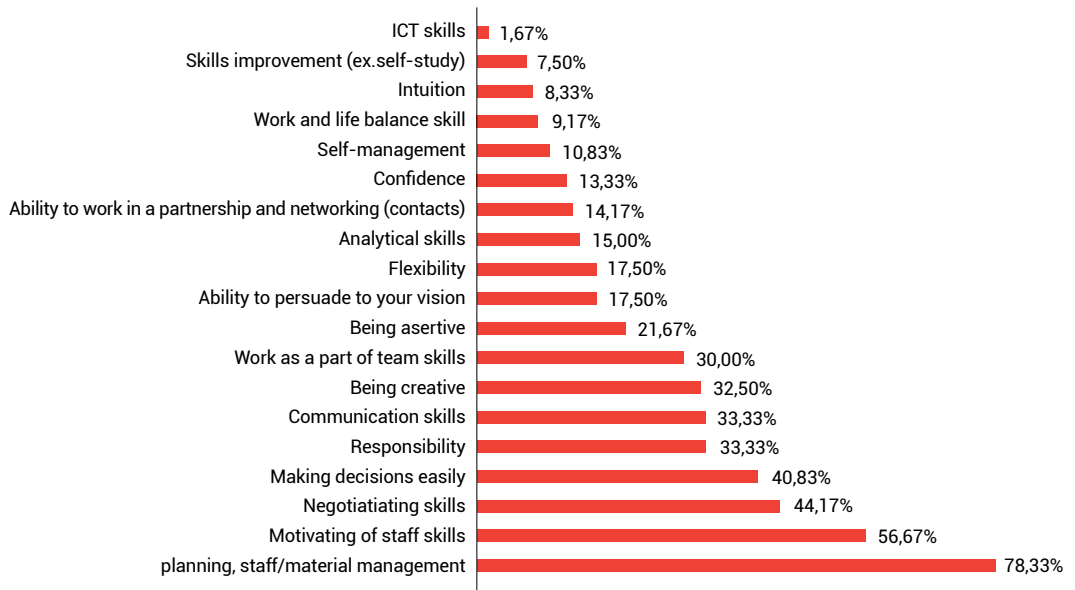 ICT skills 1,67%
Skills improvement (ex.self-study) 7,50%
Intuition 8,33%
Work and life balance skill 9,17%
Self-management 10,83%
Confidence 13,33%
Ability to work in a partnership and networking (contacts) 14,17%
Analytical skills 15,00%
Flexibility 17,50%
Ability to persuade to your vision 17,50%
Being asertive 21,67%
Work as a part of team skills 30,00%
Being creative 32,50%
Communication skills 33,33%
Responsibility 33,33%
Making decisions easily 40,83%
Negotiatiating skills 44,17%
Motivating of staff skills 56,67%
planning, staff/material management 78,33%